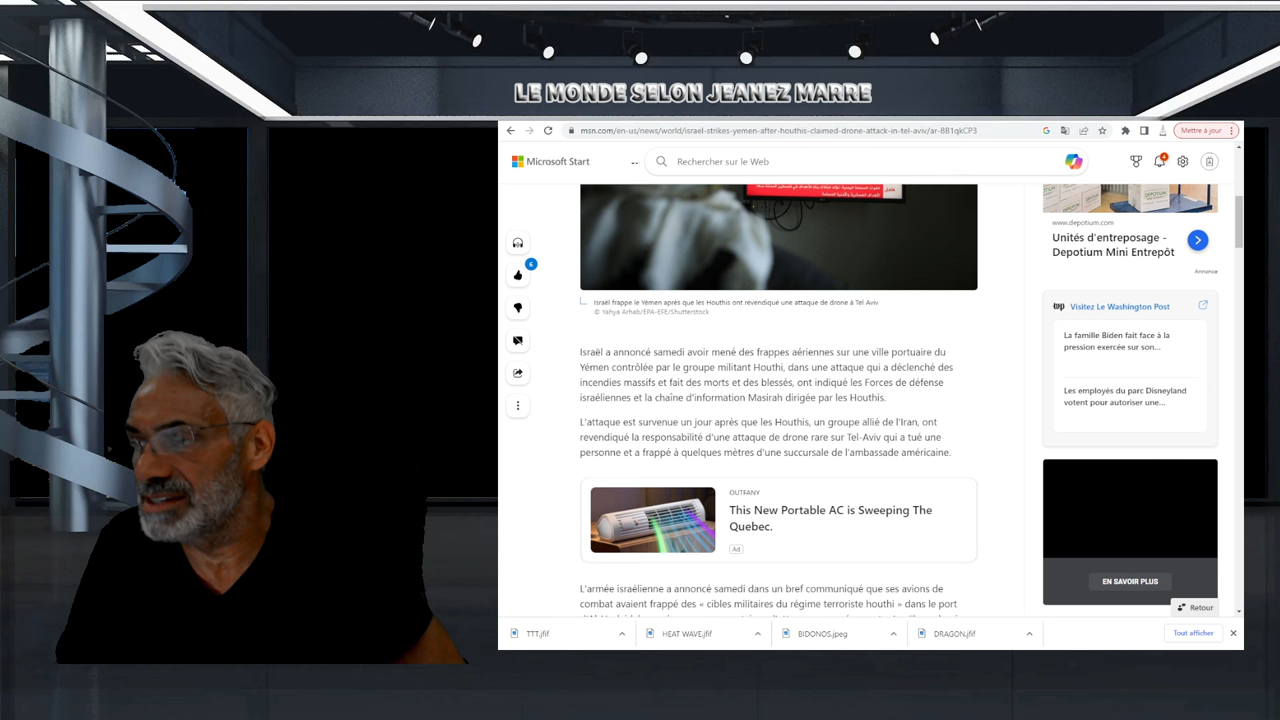 LE MONDE SELON JEANEZ MARRE
msn.com/en-us/news/world/israel-strikes-yemen-after-houthis-claimed-drone-attack-in-tel-aviv/ar-BB1qkCP3
Mettre à jour
Microsoft Start
Rechercher sur le Web
4
www.depotium.com
Unités d'entreposage -
Depotium Mini Entrepôt
Annonce
6
Israël frappe le Yémen après que les Houthis ont revendiqué une attaque de drone à Tel Aviv
© Yahya Arhab/EPA-EFE/Shutterstock
wp Visitez Le Washington Post
La famille Biden fait face à la
pression exercée sur son...
Les employés du parc Disneyland
votent pour autoriser une...
Israël a annoncé samedi avoir mené des frappes aériennes sur une ville portuaire du
Yémen contrôlée par le groupe militant Houthi, dans une attaque qui a déclenché des
incendies massifs et fait des morts et des blessés, ont indiqué les Forces de défense
israéliennes et la chaîne d'information Masirah dirigée par les Houthis.
L'attaque est survenue un jour après que les Houthis, un groupe allié de l'Iran, ont
revendiqué la responsabilité d'une attaque de drone rare sur Tel-Aviv qui a tué une
personne et a frappé à quelques mètres d'une succursale de l'ambassade américaine.
OUTFANY
This New Portable AC is Sweeping The
Quebec.
Ad
EN SAVOIR PLUS
L'armée israélienne a annoncé samedi dans un bref communiqué que ses avions de
combat avaient frappé des « cibles militaires du régime terroriste houthi » dans le port
Retour
TTT.jfif
HEAT WAVE.jfif
BIDONOS.jpeg
DRAGON.jfif
Tout afficher